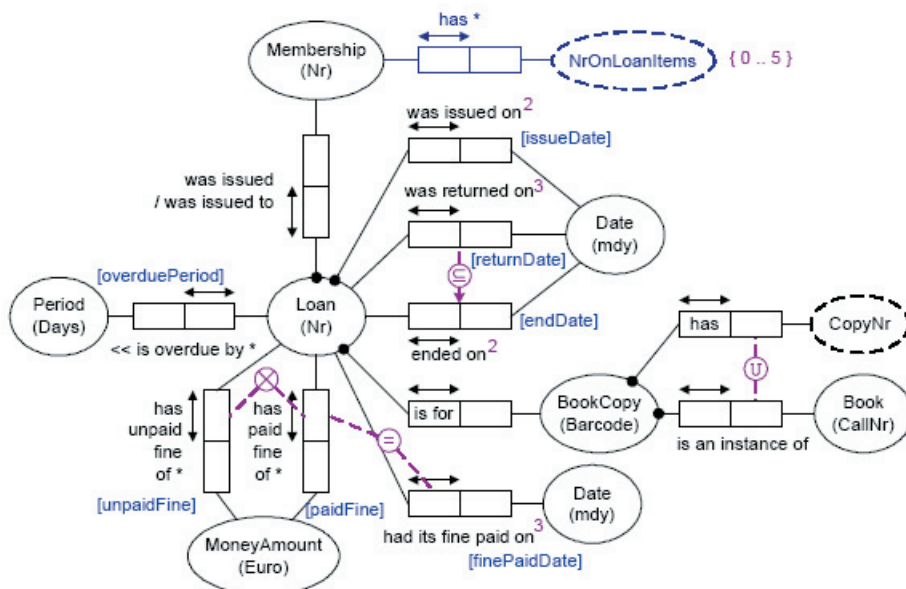 has *
Membership
(Nr)
NrOnLoanItems
{ 0 .. 5 }
was issued on2
[issueDate]
was issued
/ was issued to
was returned on3
Date
(mdy)
[returnDate]
⊆
[overduePeriod]
Period
(Days)
Loan
(Nr)
[endDate]
<< is overdue by *
ended on2
has
CopyNr
U
has
unpaid
fine
of *
has
paid
fine
of *
is for
BookCopy
(Barcode)
Book
(CallNr)
is an instance of
=
[unpaidFine]
[paidFine]
Date
(mdy)
had its fine paid on3
MoneyAmount
(Euro)
[finePaidDate]